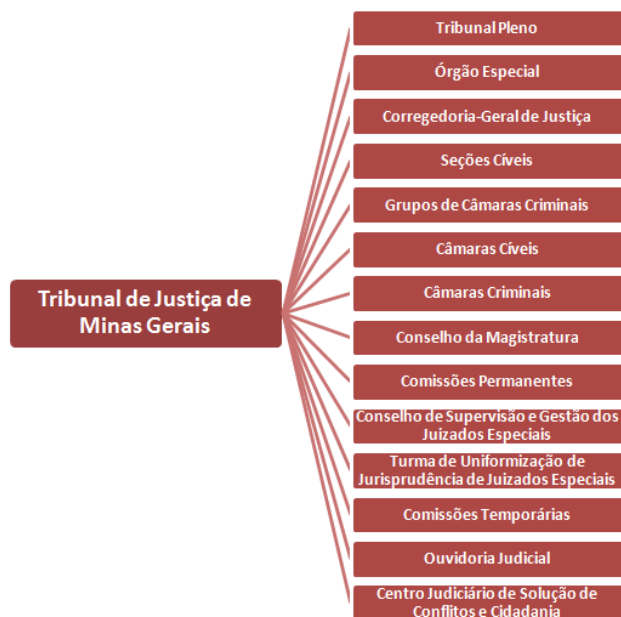 Tribunal de Justiça de
Minas Gerais
Tribunal Pleno
Órgão Especial
Corregedoria-Geral de Justiça
Seções Cíveis
Grupos de Câmaras Criminais
Câmaras Cíveis
Câmaras Criminais
Conselho da Magistratura
Comissões Permanentes
Conselho de Supervisão e Gestão dos
Juizados Especiais
Turma de Uniformização de
Jurisprudência de Juizados Especiais
Comissões Temporárias
Ouvidoria Judicial
Centro Judiciário de Solução de
Conflitos e Cidadania